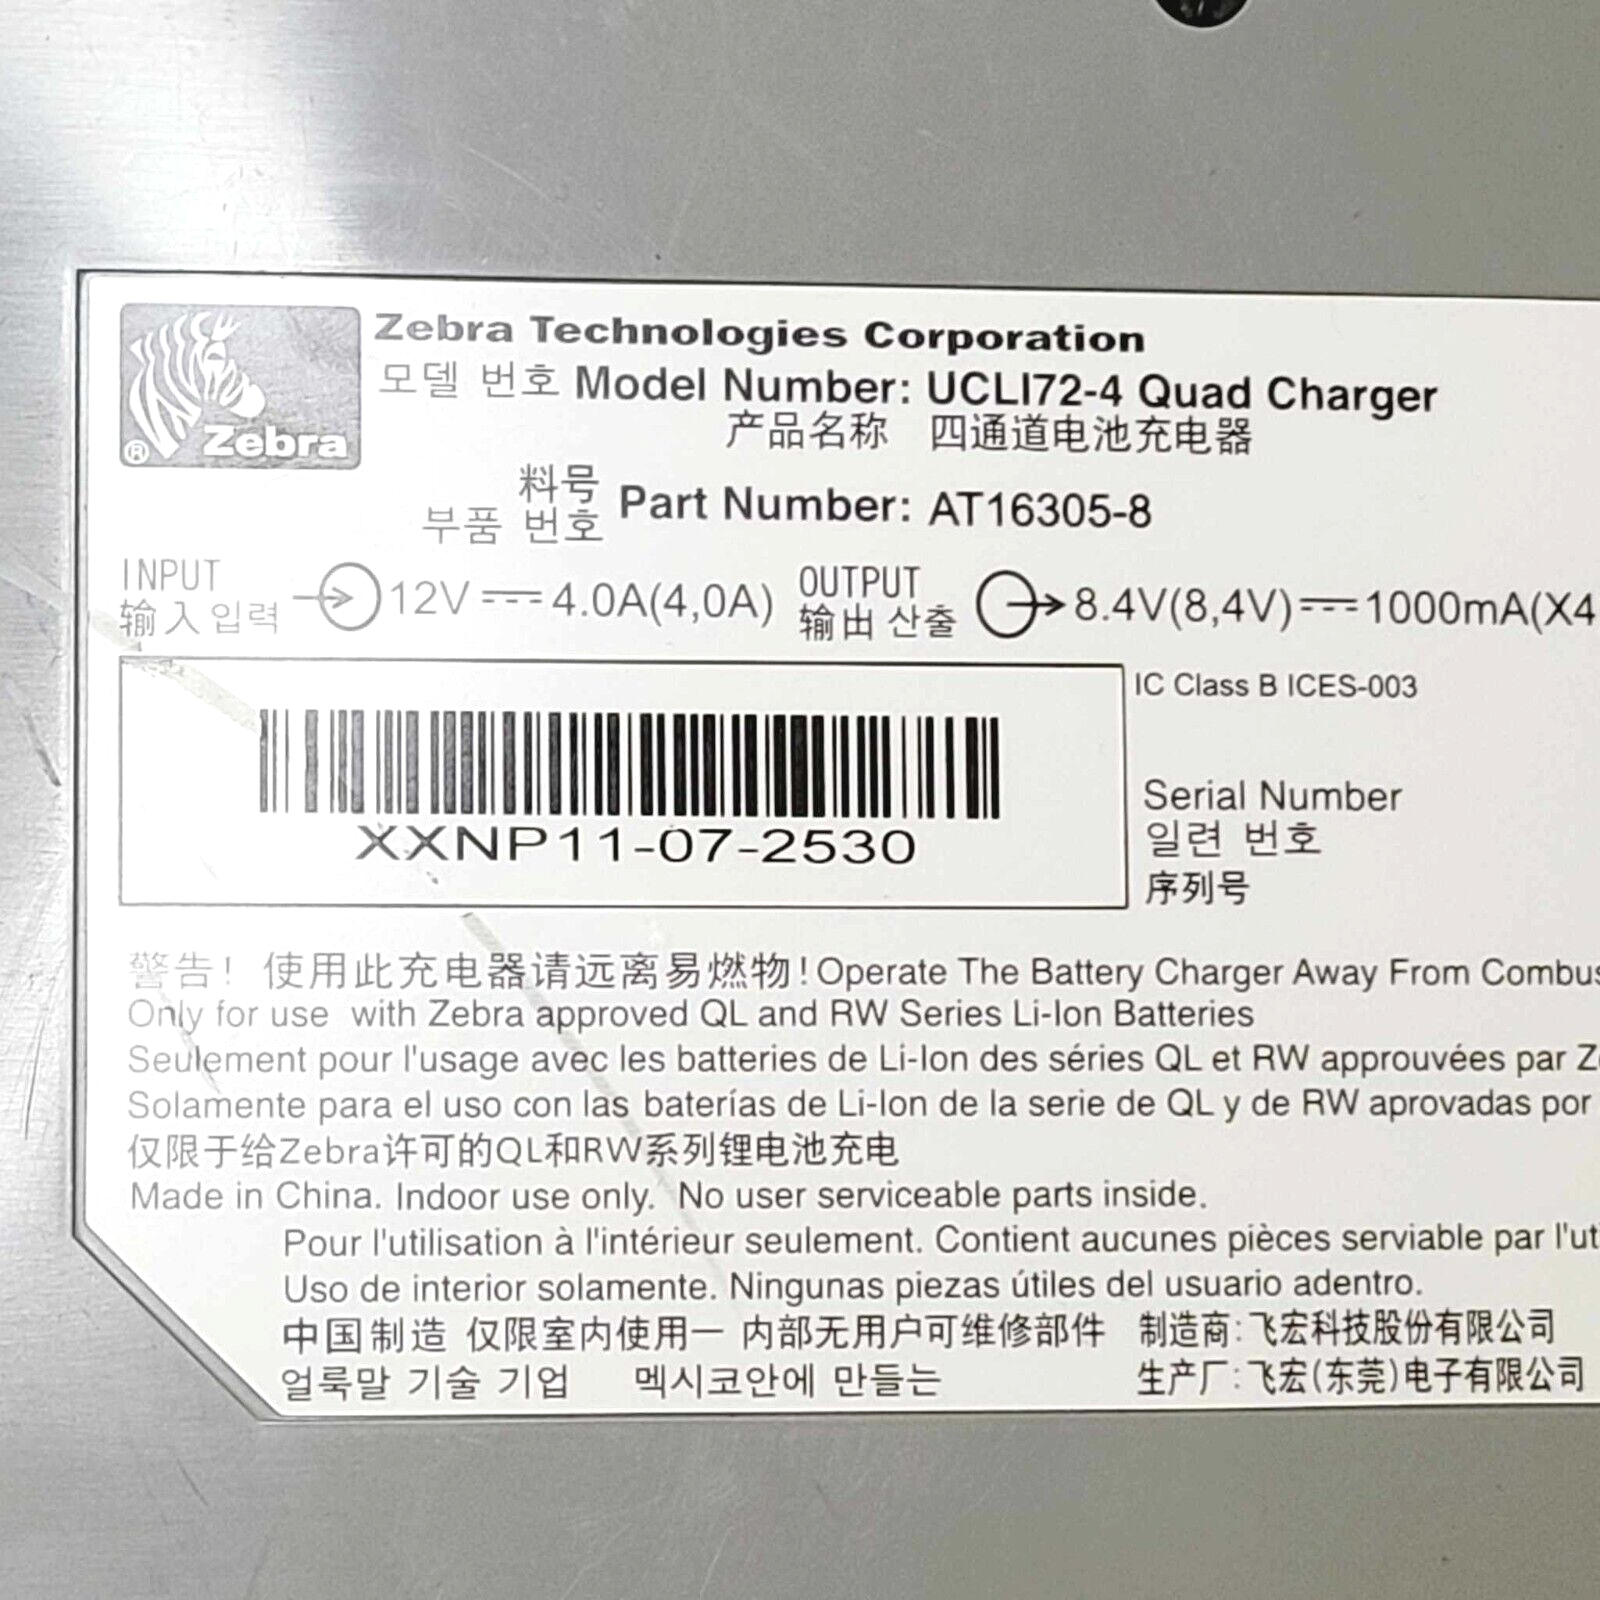 Zebra Technologies Corporation
모델 번호 Model Number: UCLI72-4 Quad Charger
产品名称 四通道电池充电器
® Zebra
料号
부품 번호 Part Number: AT16305-8
INPUT
输入 입력 12V 4.0A(4,0A)
OUTPUT
输出 산출 8.4V(8,4V) 1000mA(X4
IC Class B ICES-003
XXNP11-07-2530
Serial Number
일련 번호
序列号
警告! 使用此充电器请远离易燃物!Operate The Battery Charger Away From Combus
Only for use with Zebra approved QL and RW Series Li-Ion Batteries
Seulement pour l'usage avec les batteries de Li-Ion des séries QL et RW approuvées par Ze
Solamente para el uso con las baterías de Li-Ion de la serie de QL y de RW aprovadas por
仅限于给Zebra许可的QL和RW系列锂电池充电
Made in China. Indoor use only. No user serviceable parts inside.
Pour l'utilisation à l'intérieur seulement. Contient aucunes pièces serviable par l'uti
Uso de interior solamente. Ningunas piezas útiles del usuario adentro.
中国制造 仅限室内使用一 内部无用户可维修部件 制造商:飞宏科技股份有限公司
얼룩말 기술 기업 멕시코안에 만들는 生产厂:飞宏(东莞)电子有限公司